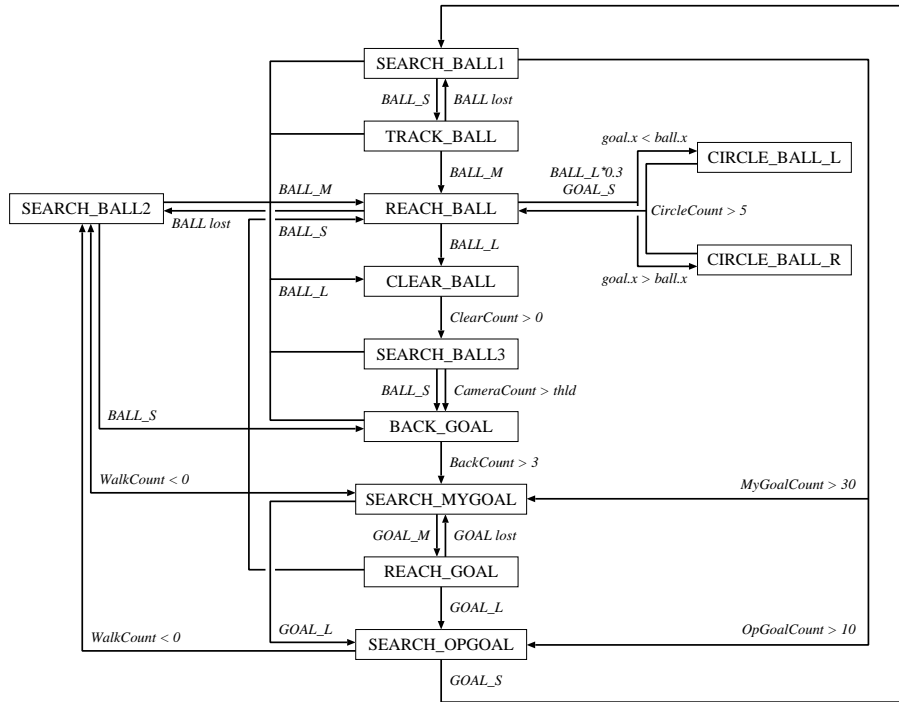 SEARCH_BALL1
BALL_S
BALL lost
TRACK_BALL
goal.x < ball.x
CIRCLE_BALL_L
BALL_M
BALL_L*0.3
GOAL_S
BALL_M
SEARCH_BALL2
REACH_BALL
CircleCount > 5
BALL lost
BALL_S
BALL_L
CIRCLE_BALL_R
goal.x > ball.x
BALL_L
CLEAR_BALL
ClearCount > 0
SEARCH_BALL3
BALL_S
CameraCount > thld
BALL_S
BACK_GOAL
BackCount > 3
WalkCount < 0
SEARCH_MYGOAL
MyGoalCount > 30
GOAL_M
GOAL lost
REACH_GOAL
GOAL_L
WalkCount < 0
GOAL_L
SEARCH_OPGOAL
OpGoalCount > 10
GOAL_S